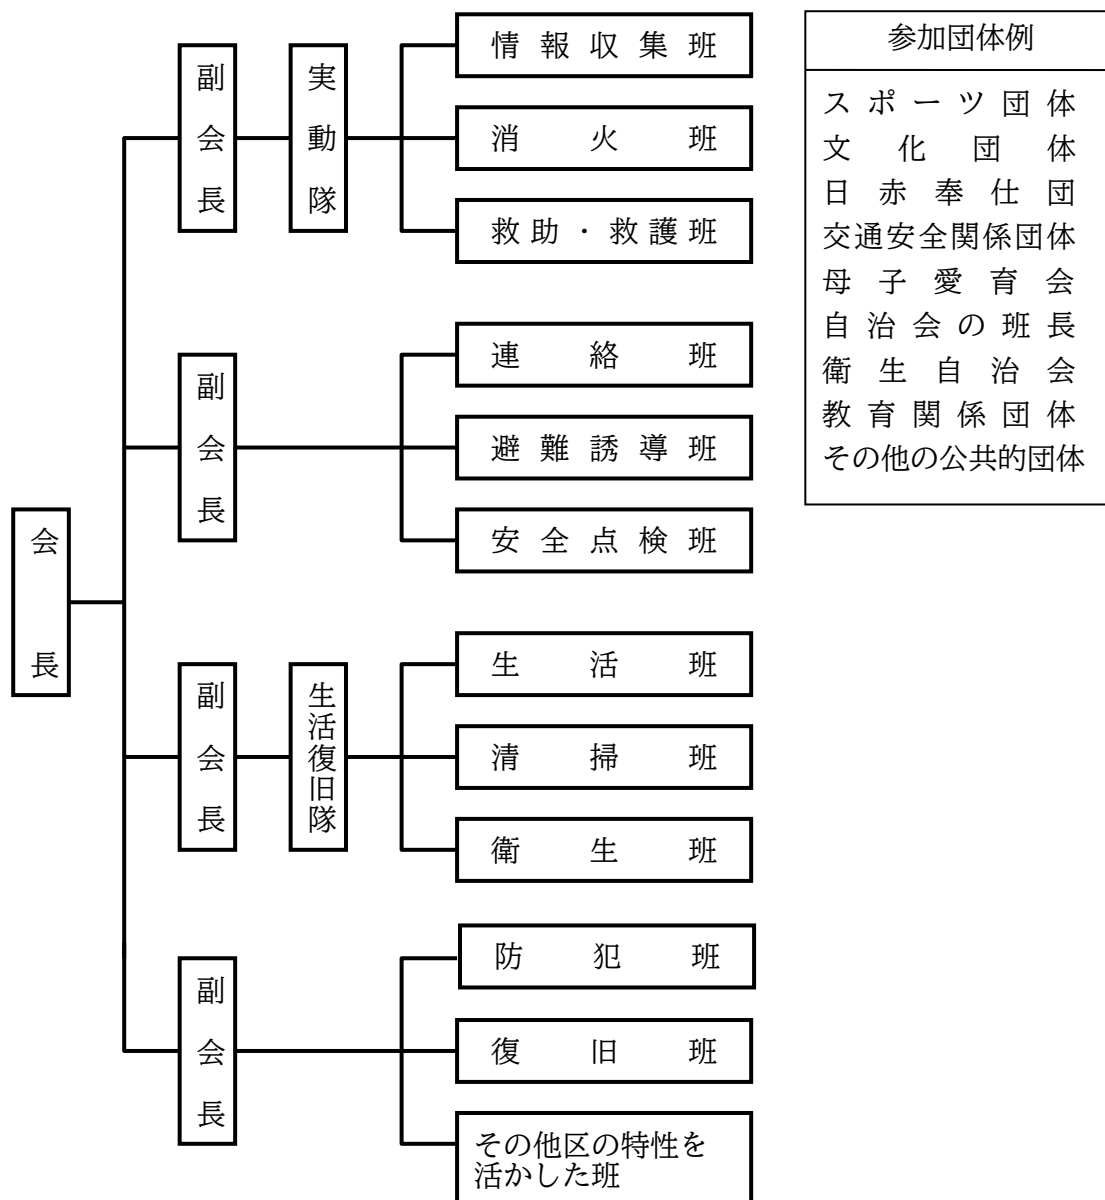 会長
副会長
実動隊
情報収集班
消火班
救助・救護班
副会長
連絡班
避難誘導班
安全点検班
副会長
生活復旧隊
生活班
清掃班
衛生班
副会長
防犯班
復旧班
その他区の特性を
活かした班
参加団体例
スポーツ団体
文化団体
日赤奉仕団
交通安全関係団体
母子愛育会
自治会の班長
衛生自治会
教育関係団体
その他の公共的団体